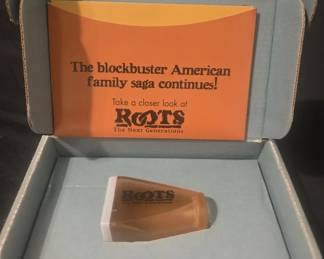 The blockbuster American
family saga continues!
Take a closer look at
ROOTS
The Next Generations
ROOTS